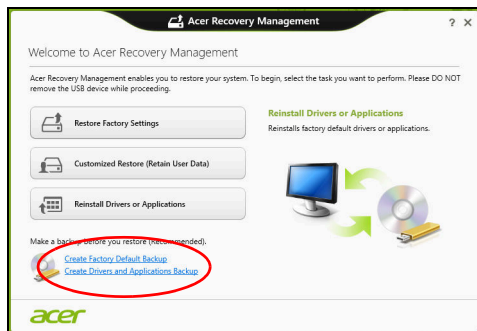 Acer Recovery Management
? X
Welcome to Acer Recovery Management
Acer Recovery Management enables you to restore your system. To begin, select the task you want to perform. Please DO NOT
remove the USB device while proceeding.
Restore Factory Settings
Customized Restore (Retain User Data)
Reinstall Drivers or Applications
Reinstall Drivers or Applications
Reinstalls factory default drivers or applications.
Make a backup before you restore (Recommended).
Create Factory Default Backup
Create Drivers and Applications Backup
acer